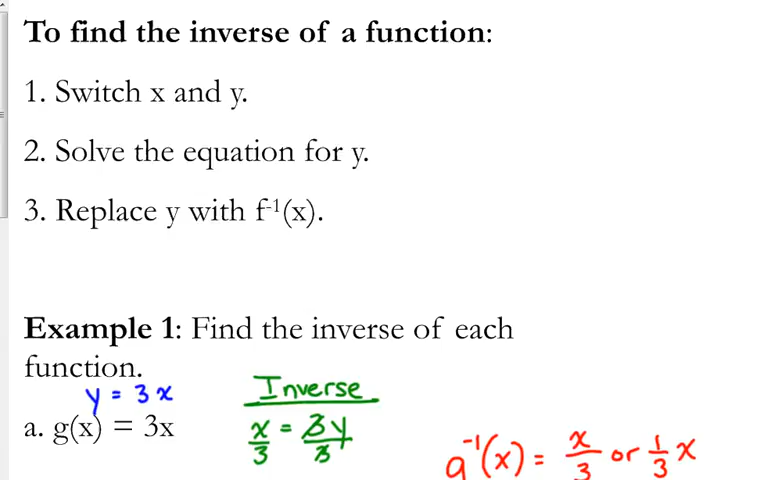 To find the inverse of a function:
1. Switch x and y.
2. Solve the equation for y.
3. Replace y with f⁻¹(x).
Example 1: Find the inverse of each
function.
y = 3x
a. g(x) = 3x
Inverse
x/3 = 3y/3
g⁻¹(x) = x/3 or 1/3 x